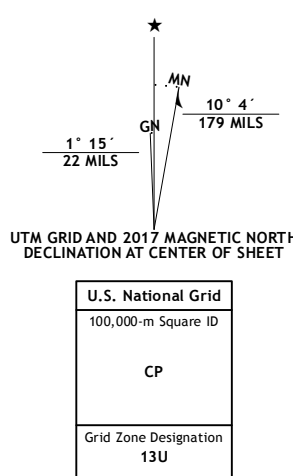 ★
MN
GN
10° 4´
179 MILS
1° 15´
22 MILS
UTM GRID AND 2017 MAGNETIC NORTH
DECLINATION AT CENTER OF SHEET
U.S. National Grid
100,000-m Square ID
CP
Grid Zone Designation
13U